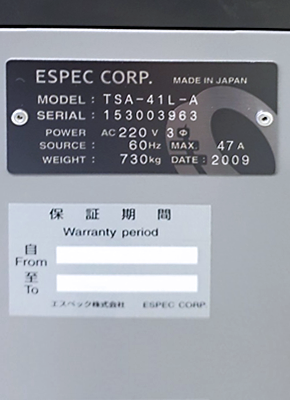 ESPEC CORP. MADE IN JAPAN
MODEL : TSA-41L-A
SERIAL : 153003963
POWER AC 220 V 3Φ
SOURCE : 60Hz MAX. 47 A
WEIGHT : 730kg DATE : 2009
保証期間
Warranty period
自
From
至
To
エスペック株式会社 ESPEC CORP.